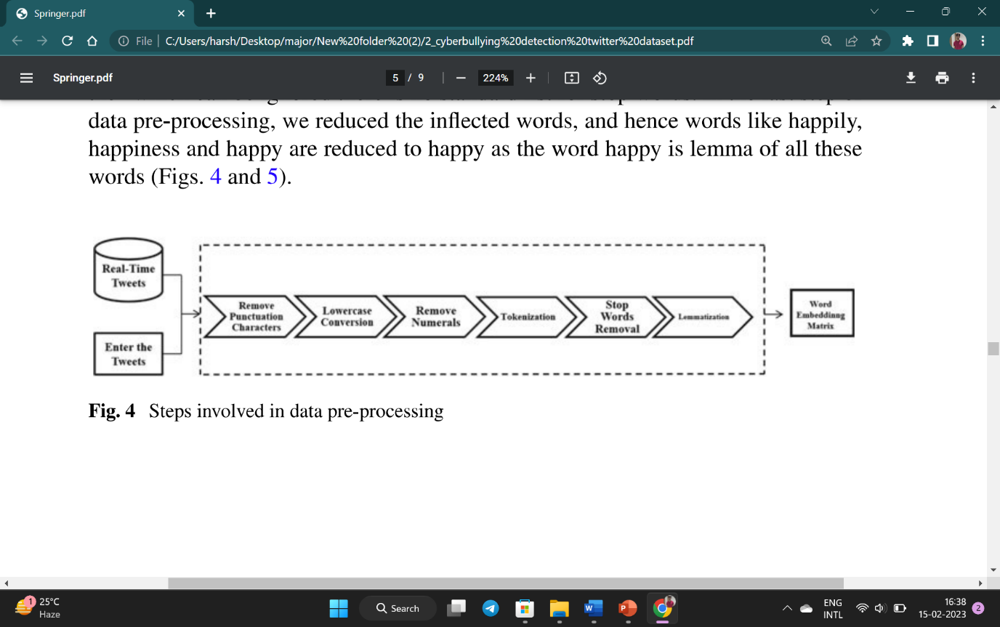 Springer.pdf
File
C:/Users/harsh/Desktop/major/New%20folder%20(2)/2_cyberbullying%20detection%20twitter%20dataset.pdf
Springer.pdf
5 / 9
224%
data pre-processing, we reduced the inflected words, and hence words like happily,
happiness and happy are reduced to happy as the word happy is lemma of all these
words (Figs. 4 and 5).
Real-Time
Tweets
Enter the
Tweets
Remove
Punctuation
Characters
Lowercase
Conversion
Remove
Numerals
Tokenization
Stop
Words
Removal
Lemmatization
Word
Embeddinng
Matrix
Fig. 4 Steps involved in data pre-processing
1
25°C
Haze
Search
ENG
INTL
16:38
15-02-2023
2